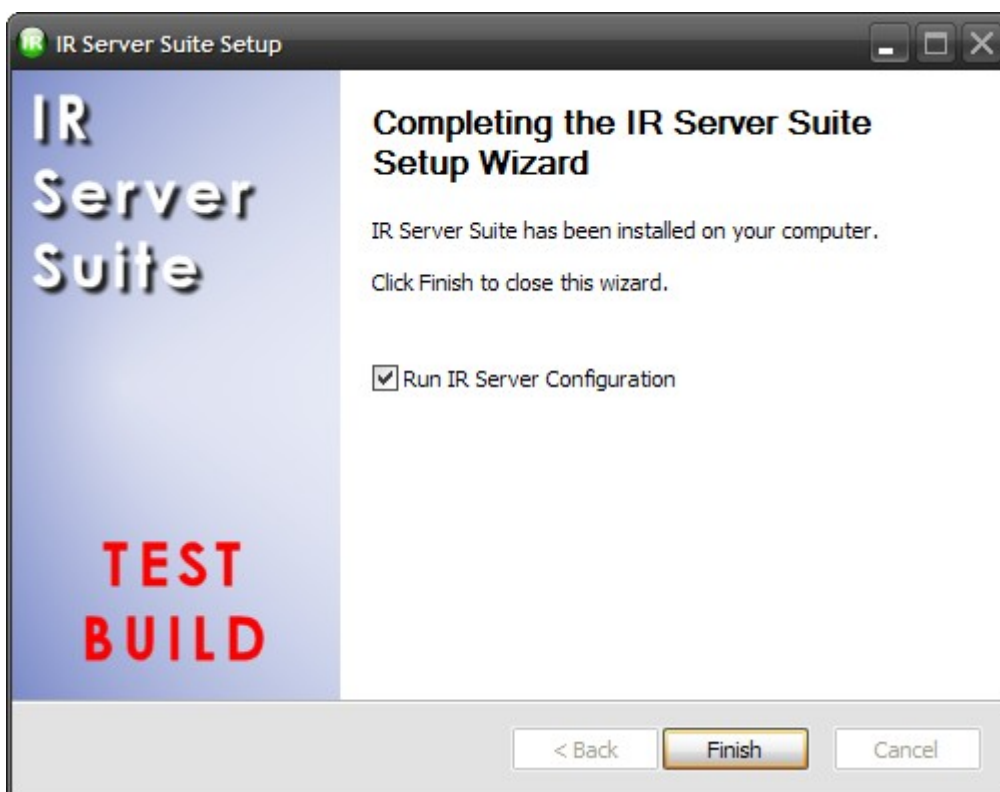 IR IR Server Suite Setup
IR
Server
Suite
TEST
BUILD
Completing the IR Server Suite
Setup Wizard
IR Server Suite has been installed on your computer.
Click Finish to close this wizard.
Run IR Server Configuration
< Back Finish Cancel